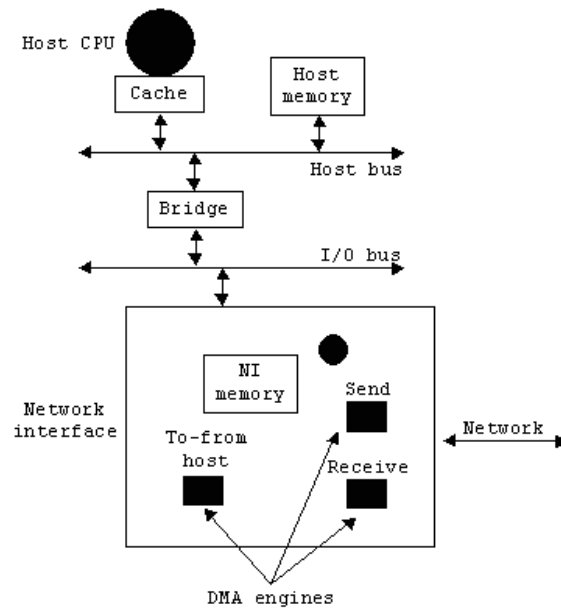 Host CPU
Cache
Host
memory
Host bus
Bridge
I/O bus
NI
memory
Send
Network
interface
Network
To-from
host
Receive
DMA engines